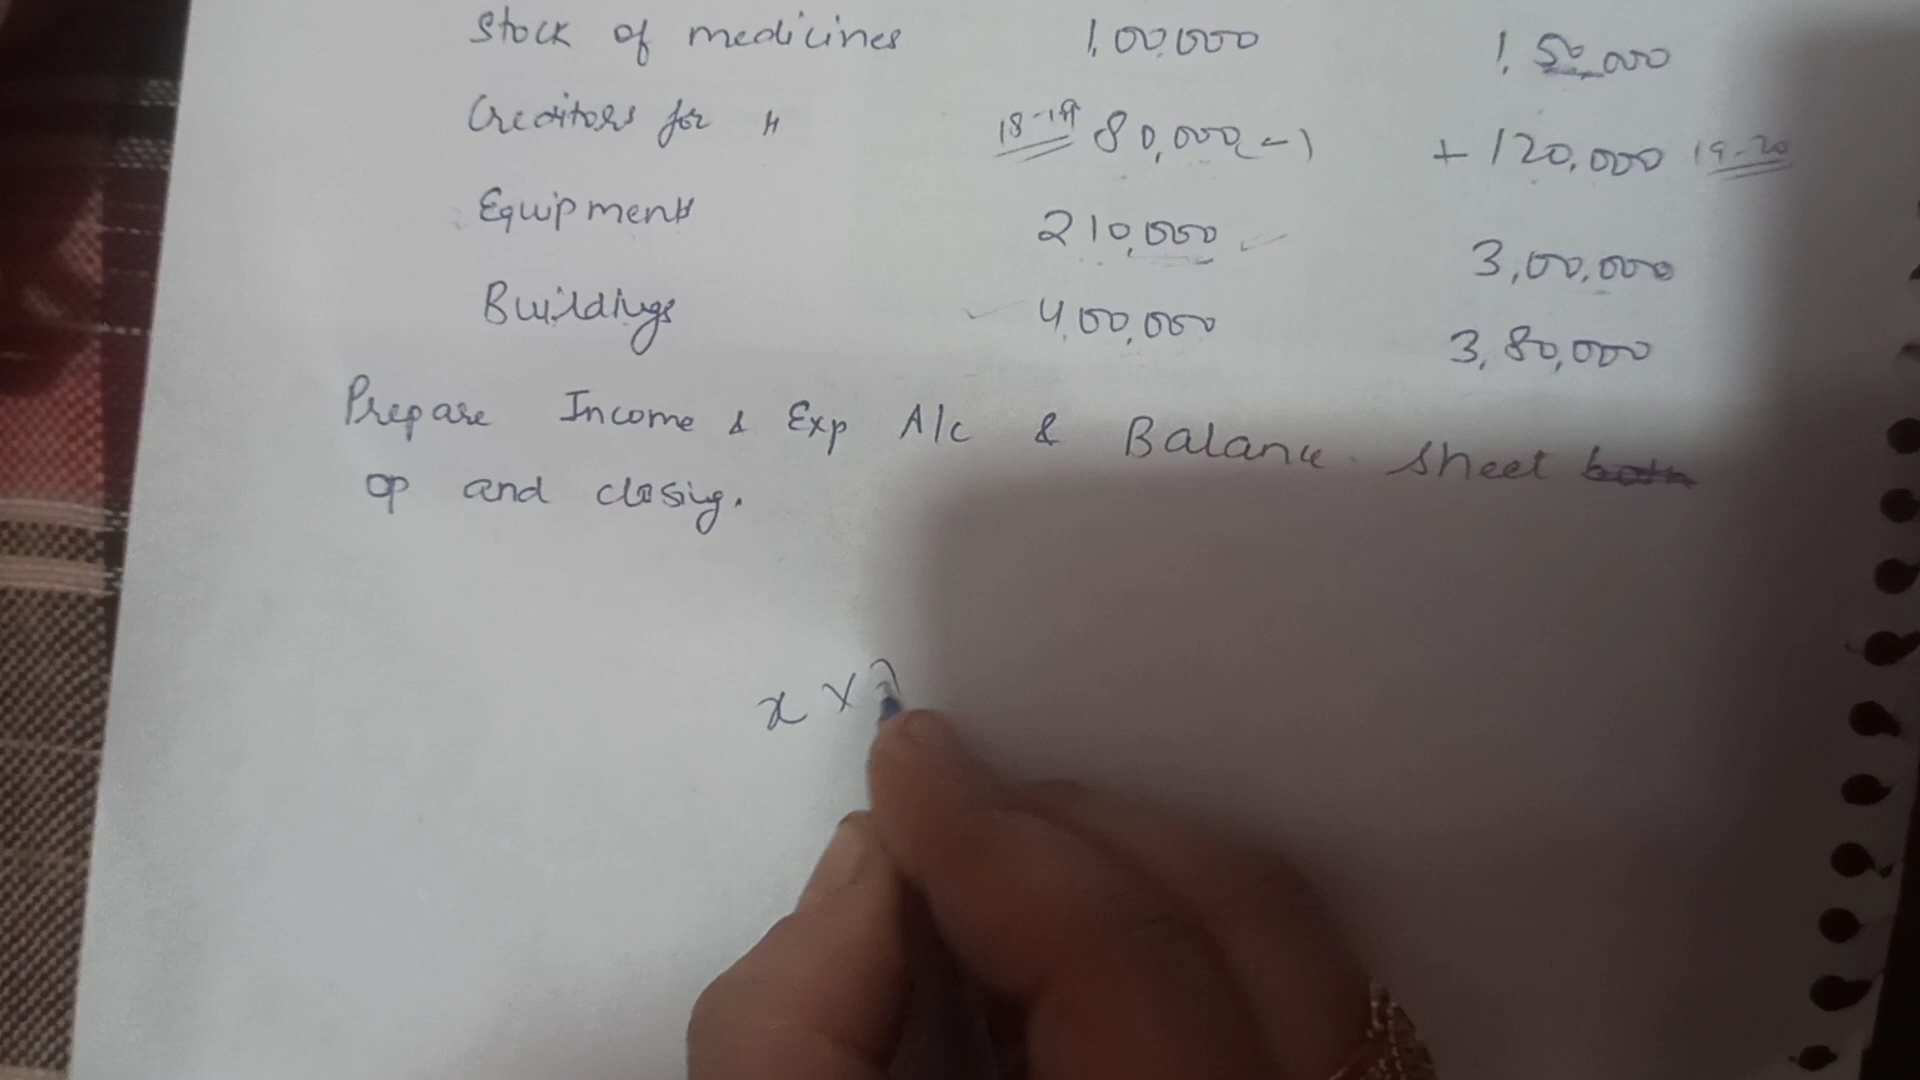 Stock of medicines 1,00,000 1,50,000
Creditors for " 18-19 80,000 (-) + 120,000 19-20
Equipment 210,000 3,00,000
Buildings 4,00,000 3,80,000
Prepare Income & Exp A/c & Balance sheet
op and closing.
x x